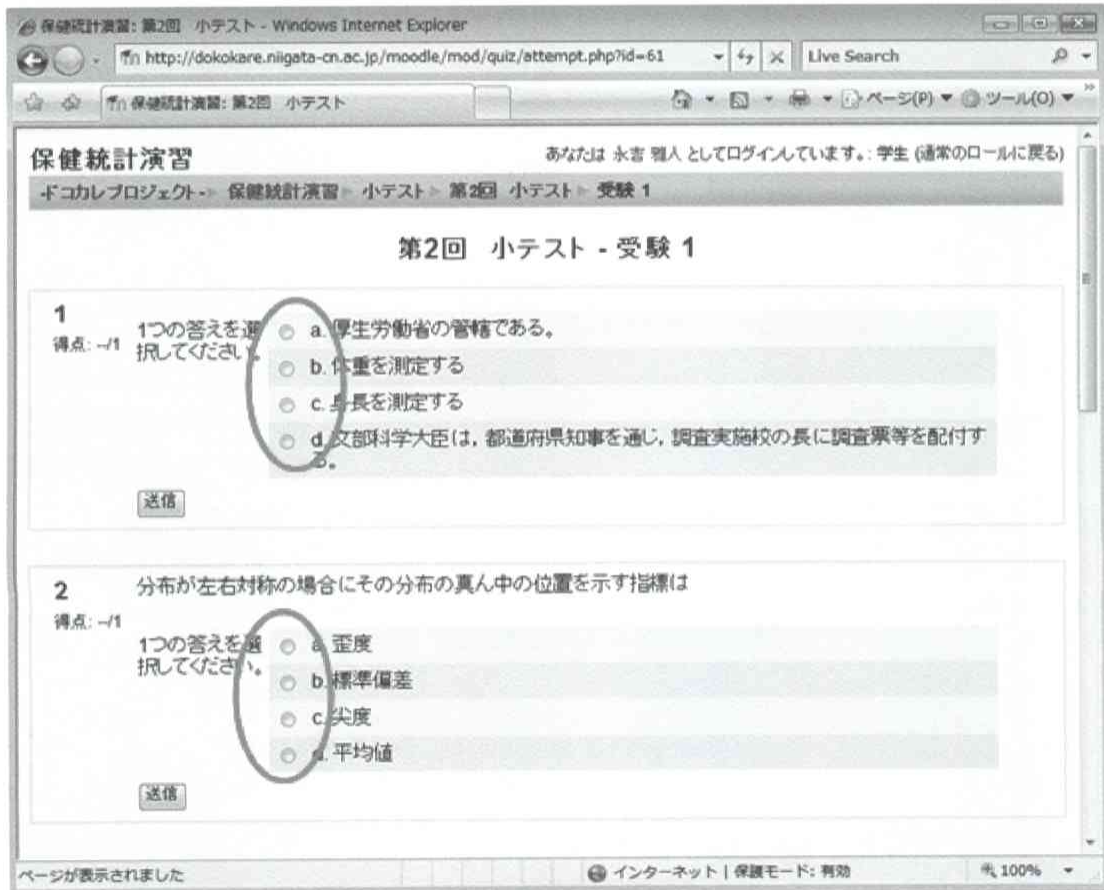 保健統計演習: 第2回 小テスト - Windows Internet Explorer
http://dokokare.niigata-cn.ac.jp/moodle/mod/quiz/attempt.php?id=61
Live Search
保健統計演習: 第2回 小テスト
ページ(P)
ツール(O)
保健統計演習
あなたは 永吉 雅人 としてログインしています。: 学生 (通常のロールに戻る)
-ドコカレプロジェクト- 保健統計演習 小テスト 第2回 小テスト 受験 1
第2回 小テスト - 受験 1
1
得点: --/1
1つの答えを選
択してください。
a. 厚生労働省の管轄である。
b. 体重を測定する
c. 身長を測定する
d. 文部科学大臣は，都道府県知事を通じ，調査実施校の長に調査票等を配付す
る。
送信
2
得点: --/1
分布が左右対称の場合にその分布の真ん中の位置を示す指標は
1つの答えを選
択してください。
a. 歪度
b. 標準偏差
c. 尖度
d. 平均値
送信
ページが表示されました
インターネット | 保護モード: 有効
100%